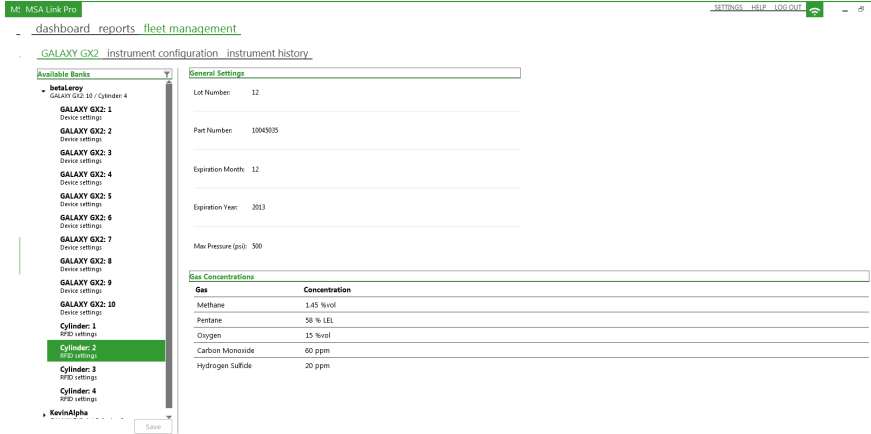 M! MSA Link Pro
SETTINGS HELP LOG OUT
dashboard reports fleet management
GALAXY GX2 instrument configuration instrument history
Available Banks
betaLeroy
GALAXY GX2: 10 / Cylinder: 4
GALAXY GX2: 1
Device settings
GALAXY GX2: 2
Device settings
GALAXY GX2: 3
Device settings
GALAXY GX2: 4
Device settings
GALAXY GX2: 5
Device settings
GALAXY GX2: 6
Device settings
GALAXY GX2: 7
Device settings
GALAXY GX2: 8
Device settings
GALAXY GX2: 9
Device settings
GALAXY GX2: 10
Device settings
Cylinder: 1
RFID settings
Cylinder: 2
RFID settings
Cylinder: 3
RFID settings
Cylinder: 4
RFID settings
KevinAlpha
Save
General Settings
Lot Number: 12
Part Number: 10045035
Expiration Month: 12
Expiration Year: 2013
Max Pressure (psi): 500
Gas Concentrations
Gas Concentration
Methane 1.45 %vol
Pentane 58 % LEL
Oxygen 15 %vol
Carbon Monoxide 60 ppm
Hydrogen Sulfide 20 ppm